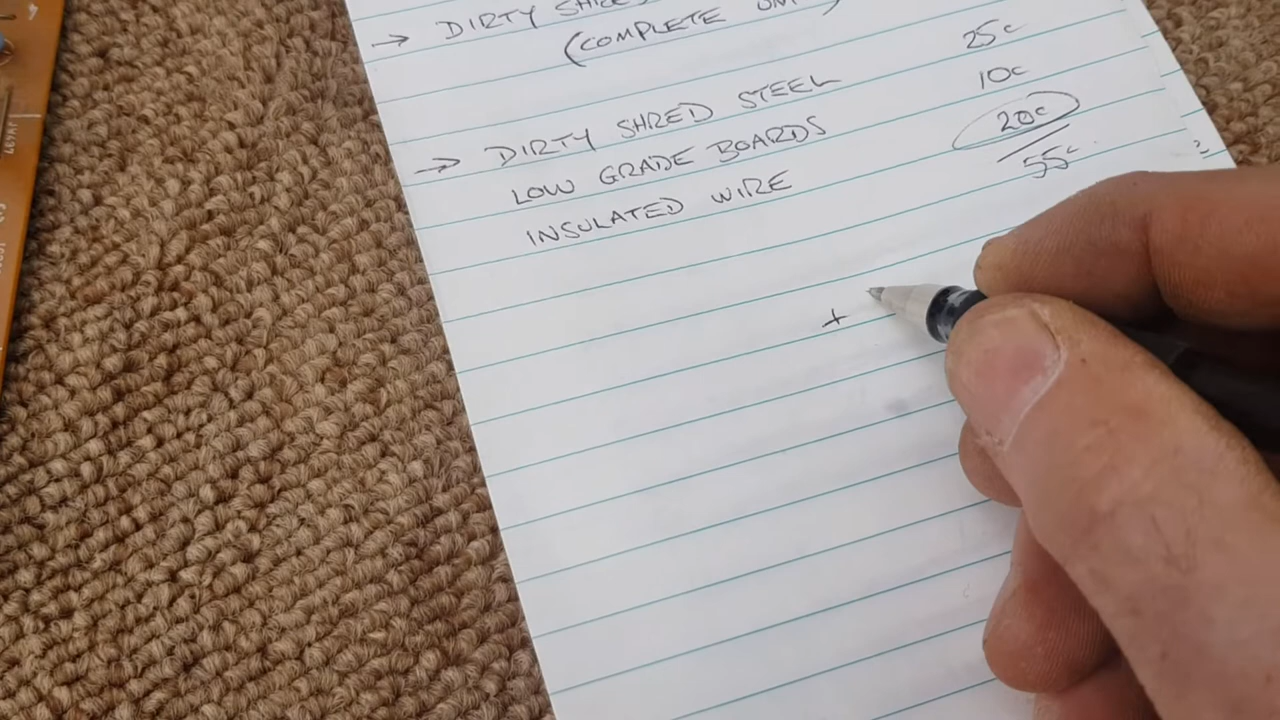 → DIRTY
(COMPLETE
→ DIRTY SHRED STEEL 25c
LOW GRADE BOARDS 10c
INSULATED WIRE 20c
55c
+